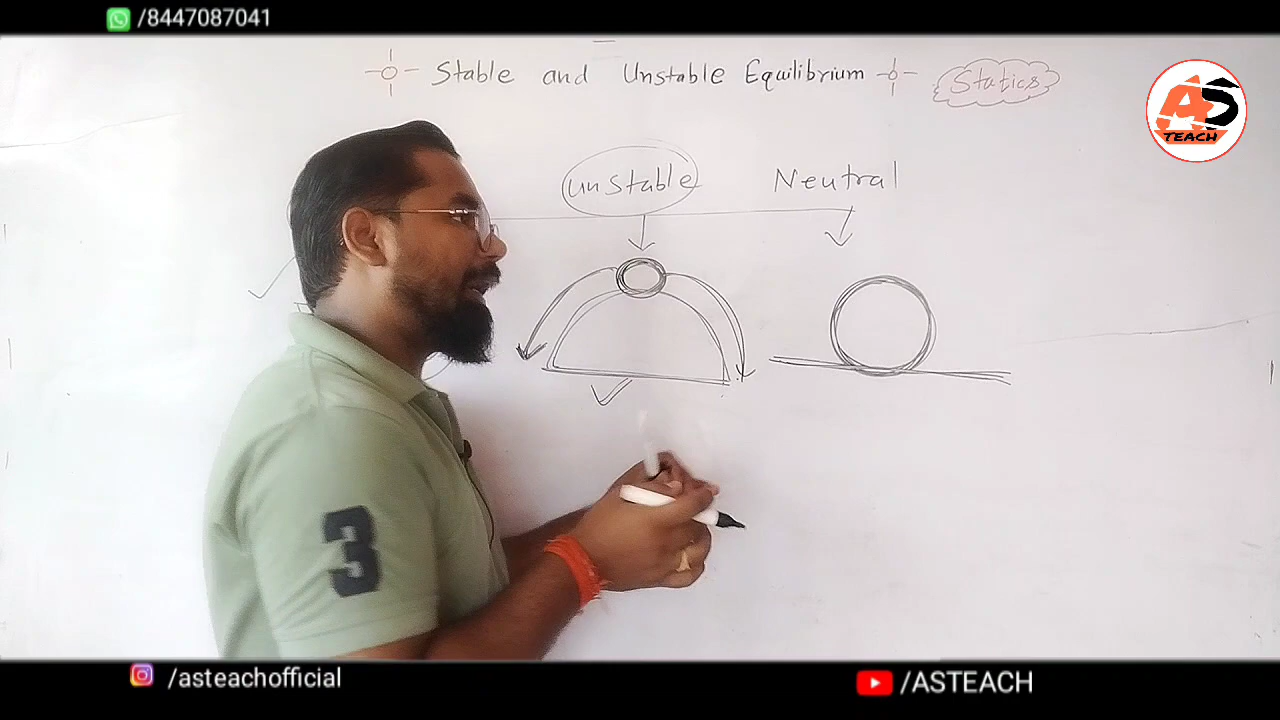 /8447087041
Stable and Unstable Equilibrium
Statics
AS
TEACH
unstable
Neutral
3
/asteachofficial
/ASTEACH